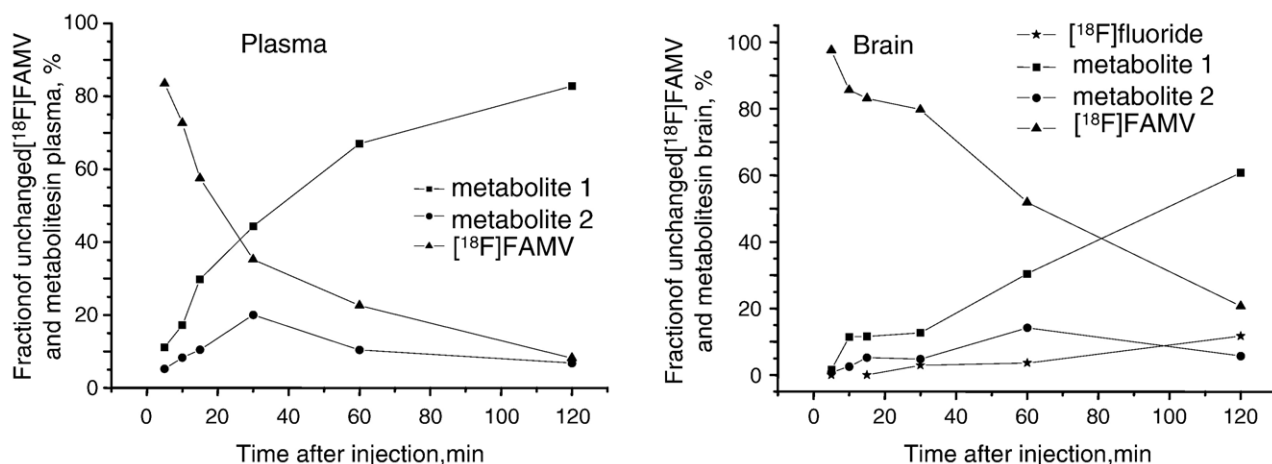 Plasma
Fractionof unchanged[¹⁸F]FAMV
and metabolitesin plasma, %
100
80
60
40
20
0
metabolite 1
metabolite 2
[¹⁸F]FAMV
0 20 40 60 80 100 120
Time after injection,min
Brain
Fractionof unchanged[¹⁸F]FAMV
and metabolitesin brain, %
100
80
60
40
20
0
[¹⁸F]fluoride
metabolite 1
metabolite 2
[¹⁸F]FAMV
0 20 40 60 80 100 120
Time after injection,min